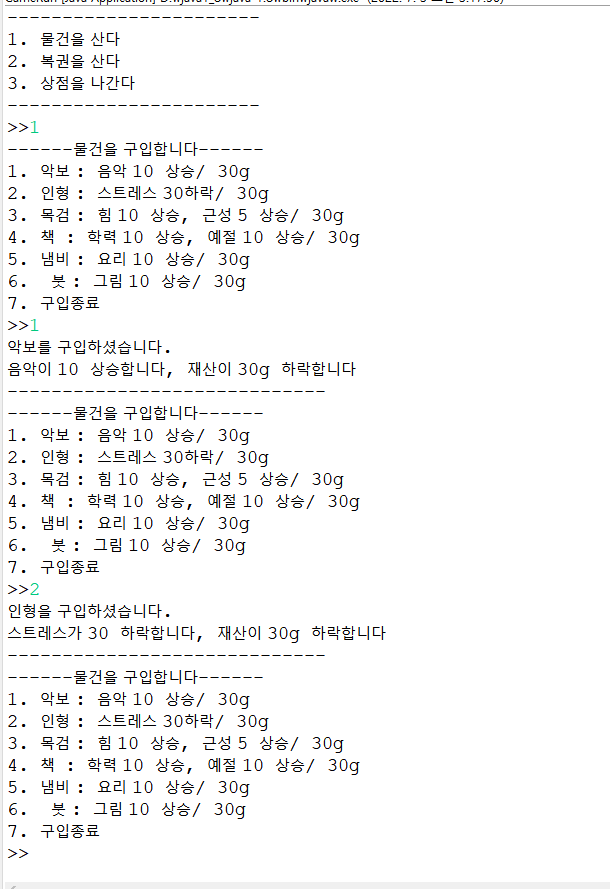 -----------------------
1. 물건을 산다
2. 복권을 산다
3. 상점을 나간다
-----------------------
>>1
------물건을 구입합니다------
1. 악보 : 음악 10 상승/ 30g
2. 인형 : 스트레스 30하락/ 30g
3. 목검 : 힘 10 상승, 근성 5 상승/ 30g
4. 책 : 학력 10 상승, 예절 10 상승/ 30g
5. 냄비 : 요리 10 상승/ 30g
6.  붓 : 그림 10 상승/ 30g
7. 구입종료
>>1
악보를 구입하셨습니다.
음악이 10 상승합니다, 재산이 30g 하락합니다
-----------------------------
------물건을 구입합니다------
1. 악보 : 음악 10 상승/ 30g
2. 인형 : 스트레스 30하락/ 30g
3. 목검 : 힘 10 상승, 근성 5 상승/ 30g
4. 책 : 학력 10 상승, 예절 10 상승/ 30g
5. 냄비 : 요리 10 상승/ 30g
6.  붓 : 그림 10 상승/ 30g
7. 구입종료
>>2
인형을 구입하셨습니다.
스트레스가 30 하락합니다, 재산이 30g 하락합니다
-----------------------------
------물건을 구입합니다------
1. 악보 : 음악 10 상승/ 30g
2. 인형 : 스트레스 30하락/ 30g
3. 목검 : 힘 10 상승, 근성 5 상승/ 30g
4. 책 : 학력 10 상승, 예절 10 상승/ 30g
5. 냄비 : 요리 10 상승/ 30g
6.  붓 : 그림 10 상승/ 30g
7. 구입종료
>>